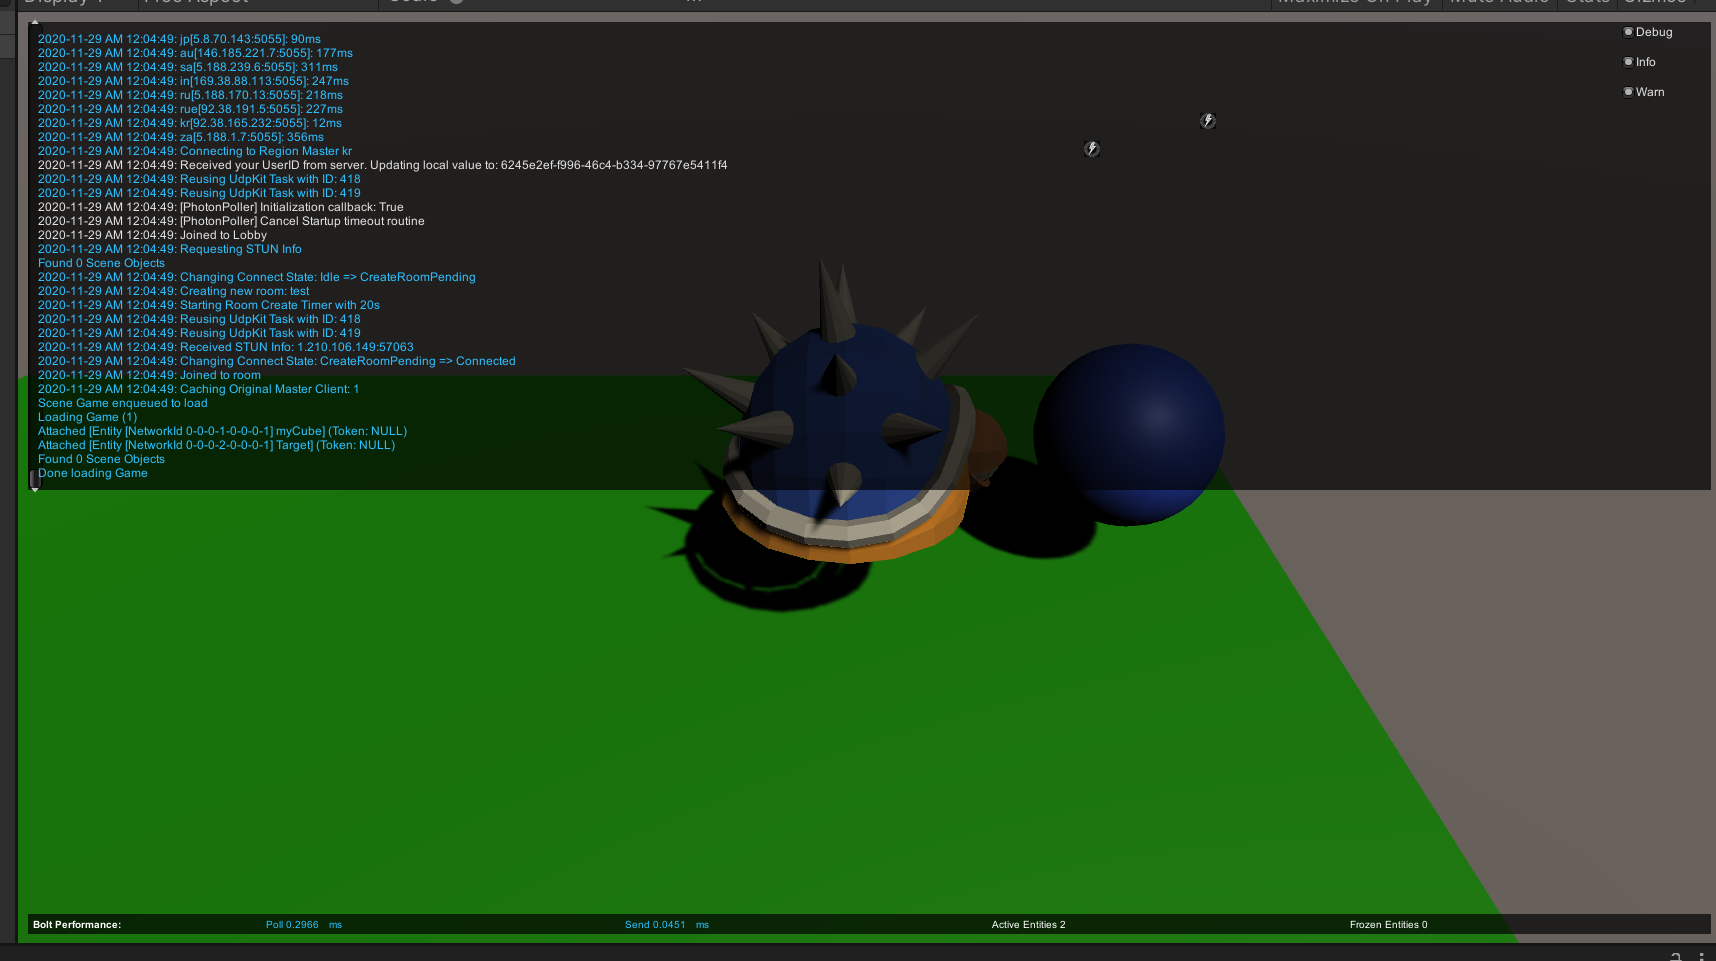 2020-11-29 AM 12:04:49: jp[5.8.70.143:5055]: 90ms
2020-11-29 AM 12:04:49: au[146.185.221.7:5055]: 177ms
2020-11-29 AM 12:04:49: sa[5.188.239.6:5055]: 311ms
2020-11-29 AM 12:04:49: in[169.38.88.113:5055]: 247ms
2020-11-29 AM 12:04:49: ru[5.188.170.13:5055]: 218ms
2020-11-29 AM 12:04:49: rue[92.38.191.5:5055]: 227ms
2020-11-29 AM 12:04:49: kr[92.38.165.232:5055]: 12ms
2020-11-29 AM 12:04:49: za[5.188.1.7:5055]: 356ms
2020-11-29 AM 12:04:49: Connecting to Region Master kr
2020-11-29 AM 12:04:49: Received your UserID from server. Updating local value to: 6245e2ef-f996-46c4-b334-97767e5411f4
2020-11-29 AM 12:04:49: Reusing UdpKit Task with ID: 418
2020-11-29 AM 12:04:49: Reusing UdpKit Task with ID: 419
2020-11-29 AM 12:04:49: [PhotonPoller] Initialization callback: True
2020-11-29 AM 12:04:49: [PhotonPoller] Cancel Startup timeout routine
2020-11-29 AM 12:04:49: Joined to Lobby
2020-11-29 AM 12:04:49: Requesting STUN Info
Found 0 Scene Objects
2020-11-29 AM 12:04:49: Changing Connect State: Idle => CreateRoomPending
2020-11-29 AM 12:04:49: Creating new room: test
2020-11-29 AM 12:04:49: Starting Room Create Timer with 20s
2020-11-29 AM 12:04:49: Reusing UdpKit Task with ID: 418
2020-11-29 AM 12:04:49: Reusing UdpKit Task with ID: 419
2020-11-29 AM 12:04:49: Received STUN Info: 1.210.106.149:57063
2020-11-29 AM 12:04:49: Changing Connect State: CreateRoomPending => Connected
2020-11-29 AM 12:04:49: Joined to room
2020-11-29 AM 12:04:49: Caching Original Master Client: 1
Scene Game enqueued to load
Loading Game (1)
Attached [Entity [NetworkId 0-0-0-1-0-0-0-1] myCube] (Token: NULL)
Attached [Entity [NetworkId 0-0-0-2-0-0-0-1] Target] (Token: NULL)
Found 0 Scene Objects
Done loading Game
Debug
Info
Warn
Bolt Performance: Poll 0.2966 ms Send 0.0451 ms Active Entities 2 Frozen Entities 0